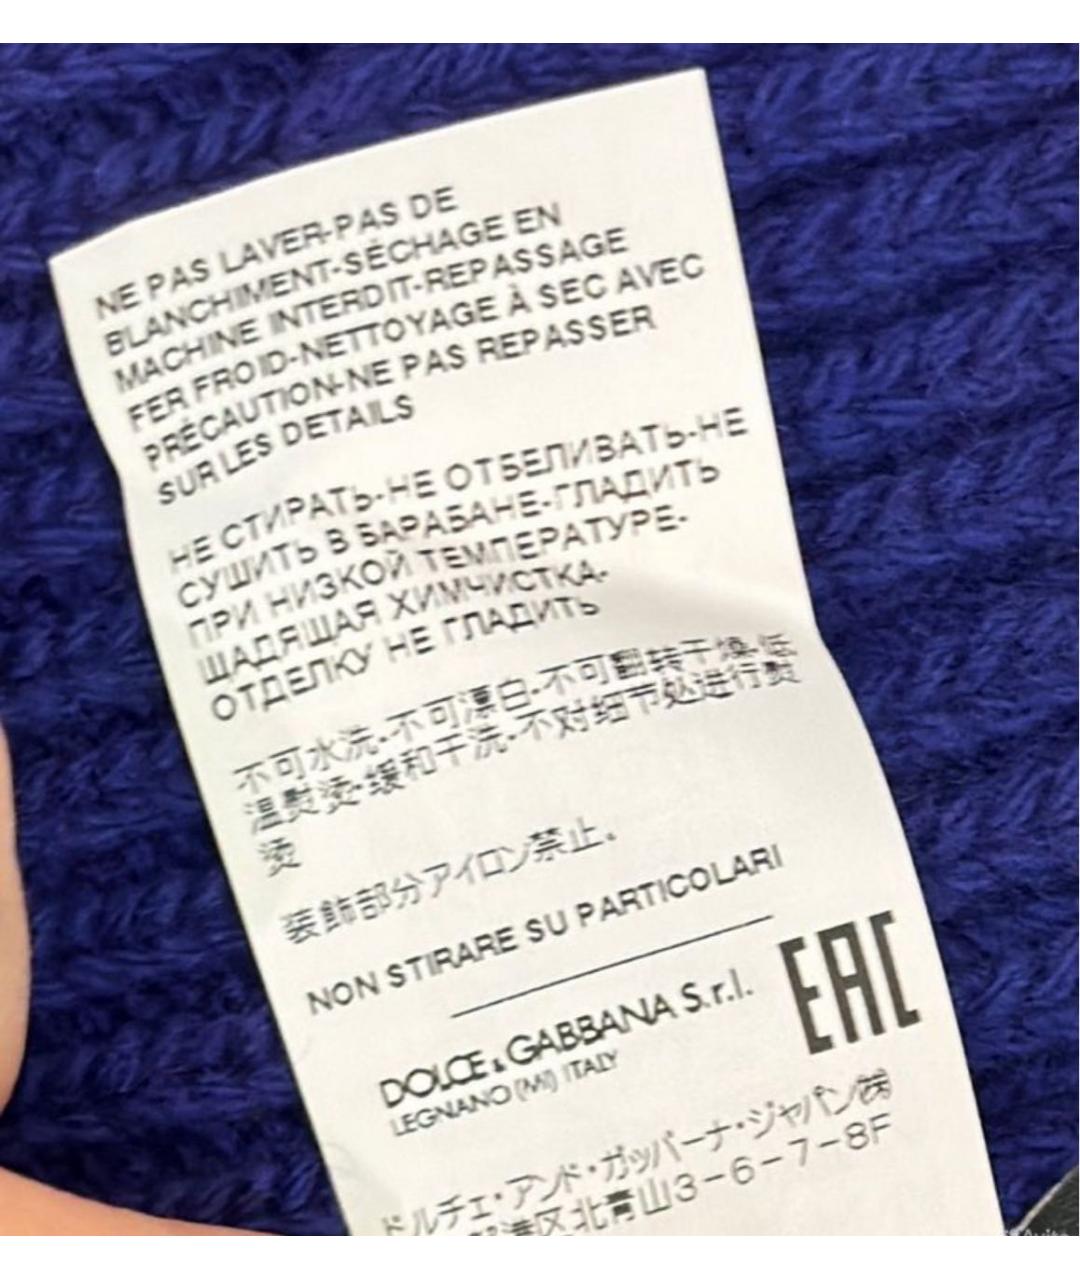 NE PAS LAVER-PAS DE
BLANCHIMENT-SÉCHAGE EN
MACHINE INTERDIT-REPASSAGE
FER FROID-NETTOYAGE À SEC AVEC
PRÉCAUTION-NE PAS REPASSER
SUR LES DETAILS
НЕ СТИРАТЬ-НЕ ОТБЕЛИВАТЬ-НЕ
СУШИТЬ В БАРАБАНЕ-ГЛАДИТЬ
ПРИ НИЗКОЙ ТЕМПЕРАТУРЕ-
ЩАДЯЩАЯ ХИМЧИСТКА-
ОТДЕЛКУ НЕ ГЛАДИТЬ
不可水洗-不可漂白-不可翻转干燥-低
温熨烫-缓和干洗-不对细节处进行熨
烫
装飾部分アイロン禁止。
NON STIRARE SU PARTICOLARI
DOLCE & GABBANA S.r.l.
LEGNANO (MI) ITALY
EAC
ドルチェ・アンド・ガッバーナ・ジャパン㈱
港区北青山3-6-7-8F